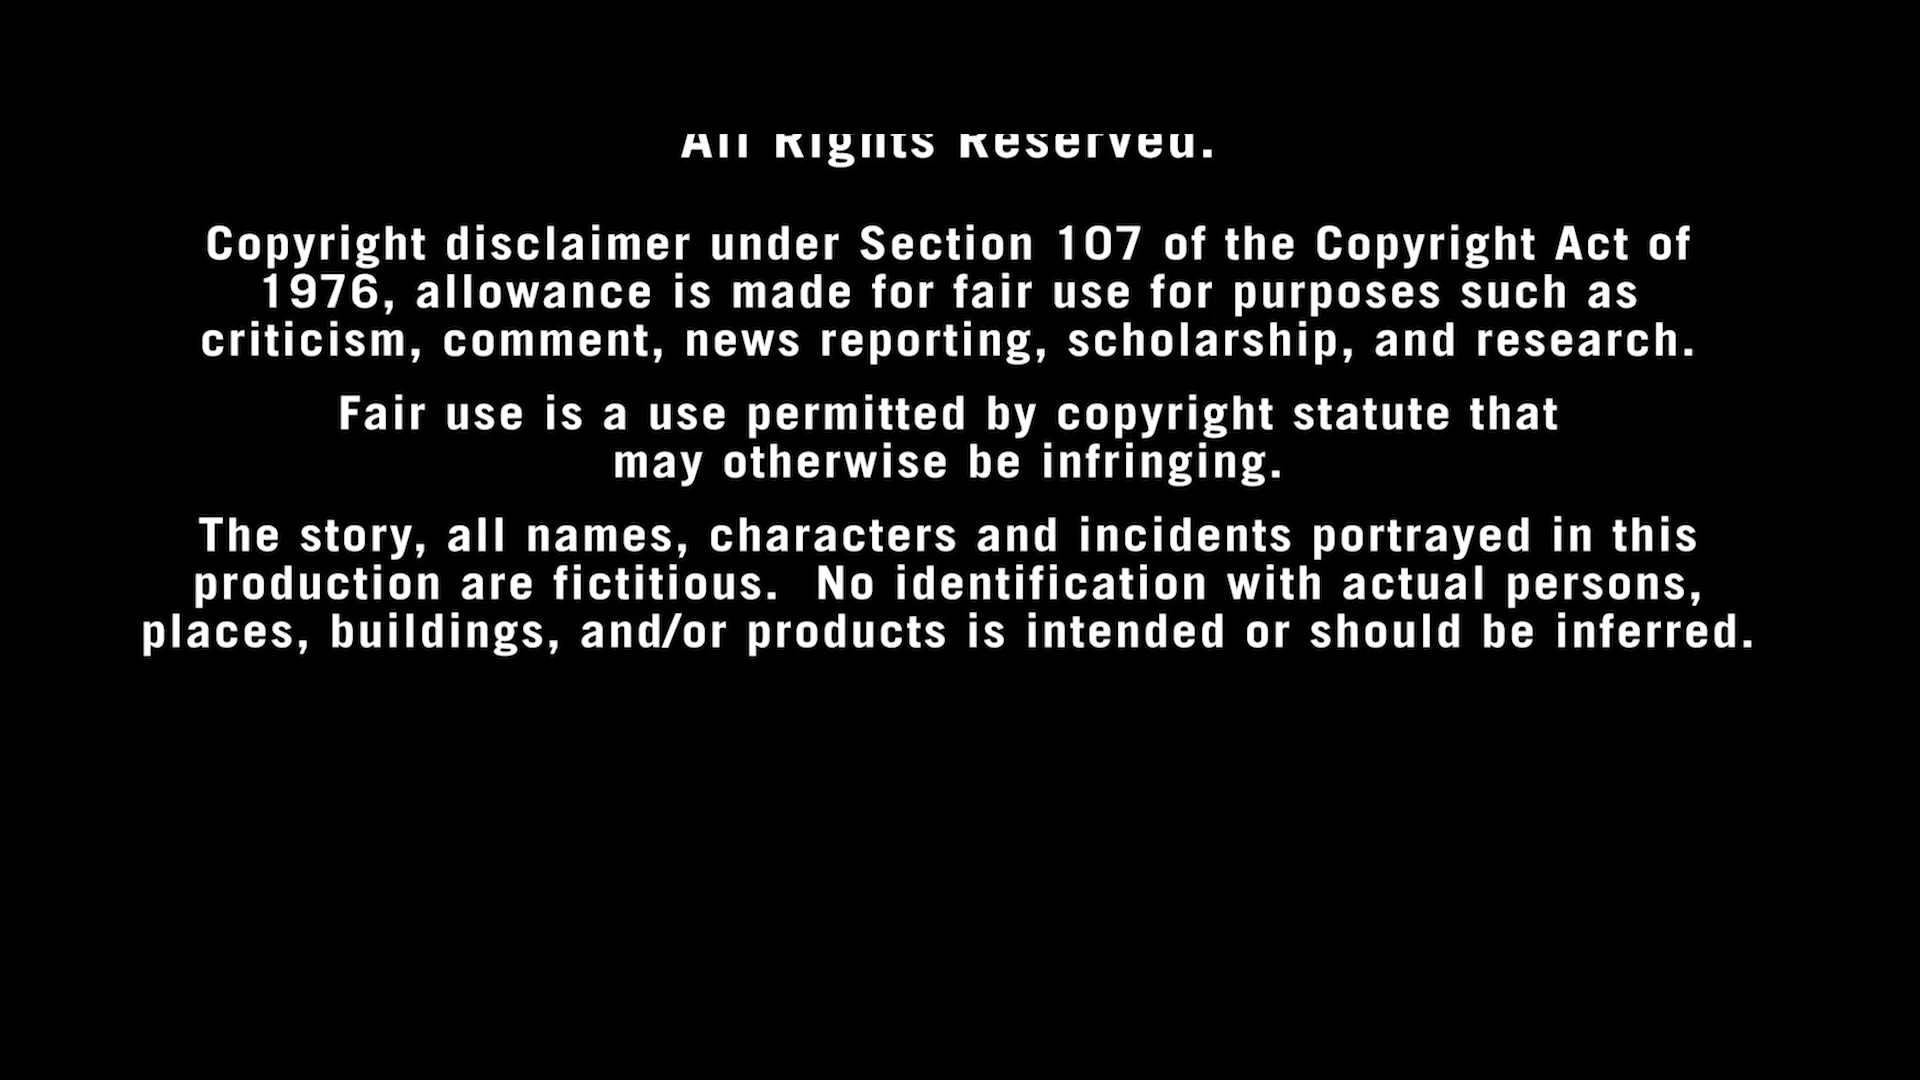 All Rights Reserved.
Copyright disclaimer under Section 107 of the Copyright Act of
1976, allowance is made for fair use for purposes such as
criticism, comment, news reporting, scholarship, and research.
Fair use is a use permitted by copyright statute that
may otherwise be infringing.
The story, all names, characters and incidents portrayed in this
production are fictitious.  No identification with actual persons,
places, buildings, and/or products is intended or should be inferred.